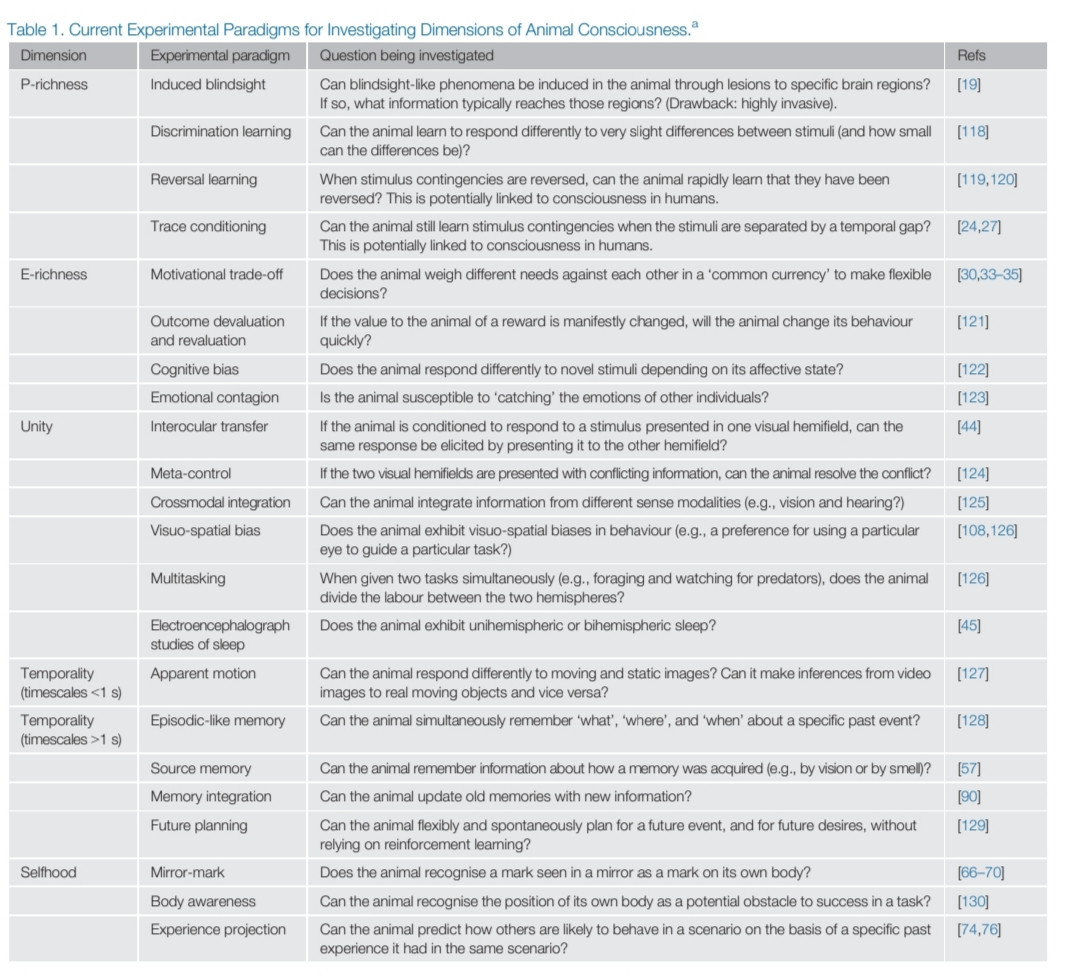 Table 1. Current Experimental Paradigms for Investigating Dimensions of Animal Consciousness.a
Dimension Experimental paradigm Question being investigated Refs
P-richness Induced blindsight Can blindsight-like phenomena be induced in the animal through lesions to specific brain regions? [19]
If so, what information typically reaches those regions? (Drawback: highly invasive).
Discrimination learning Can the animal learn to respond differently to very slight differences between stimuli (and how small [118]
can the differences be)?
Reversal learning When stimulus contingencies are reversed, can the animal rapidly learn that they have been [119,120]
reversed? This is potentially linked to consciousness in humans.
Trace conditioning Can the animal still learn stimulus contingencies when the stimuli are separated by a temporal gap? [24,27]
This is potentially linked to consciousness in humans.
E-richness Motivational trade-off Does the animal weigh different needs against each other in a ‘common currency’ to make flexible [30,33–35]
decisions?
Outcome devaluation If the value to the animal of a reward is manifestly changed, will the animal change its behaviour [121]
and revaluation quickly?
Cognitive bias Does the animal respond differently to novel stimuli depending on its affective state? [122]
Emotional contagion Is the animal susceptible to ‘catching’ the emotions of other individuals? [123]
Unity Interocular transfer If the animal is conditioned to respond to a stimulus presented in one visual hemifield, can the [44]
same response be elicited by presenting it to the other hemifield?
Meta-control If the two visual hemifields are presented with conflicting information, can the animal resolve the conflict? [124]
Crossmodal integration Can the animal integrate information from different sense modalities (e.g., vision and hearing?) [125]
Visuo-spatial bias Does the animal exhibit visuo-spatial biases in behaviour (e.g., a preference for using a particular [108,126]
eye to guide a particular task?)
Multitasking When given two tasks simultaneously (e.g., foraging and watching for predators), does the animal [126]
divide the labour between the two hemispheres?
Electroencephalograph Does the animal exhibit unihemispheric or bihemispheric sleep? [45]
studies of sleep
Temporality Apparent motion Can the animal respond differently to moving and static images? Can it make inferences from video [127]
(timescales <1 s) images to real moving objects and vice versa?
Temporality Episodic-like memory Can the animal simultaneously remember ‘what’, ‘where’, and ‘when’ about a specific past event? [128]
(timescales >1 s)
Source memory Can the animal remember information about how a memory was acquired (e.g., by vision or by smell)? [57]
Memory integration Can the animal update old memories with new information? [90]
Future planning Can the animal flexibly and spontaneously plan for a future event, and for future desires, without [129]
relying on reinforcement learning?
Selfhood Mirror-mark Does the animal recognise a mark seen in a mirror as a mark on its own body? [66–70]
Body awareness Can the animal recognise the position of its own body as a potential obstacle to success in a task? [130]
Experience projection Can the animal predict how others are likely to behave in a scenario on the basis of a specific past [74,76]
experience it had in the same scenario?